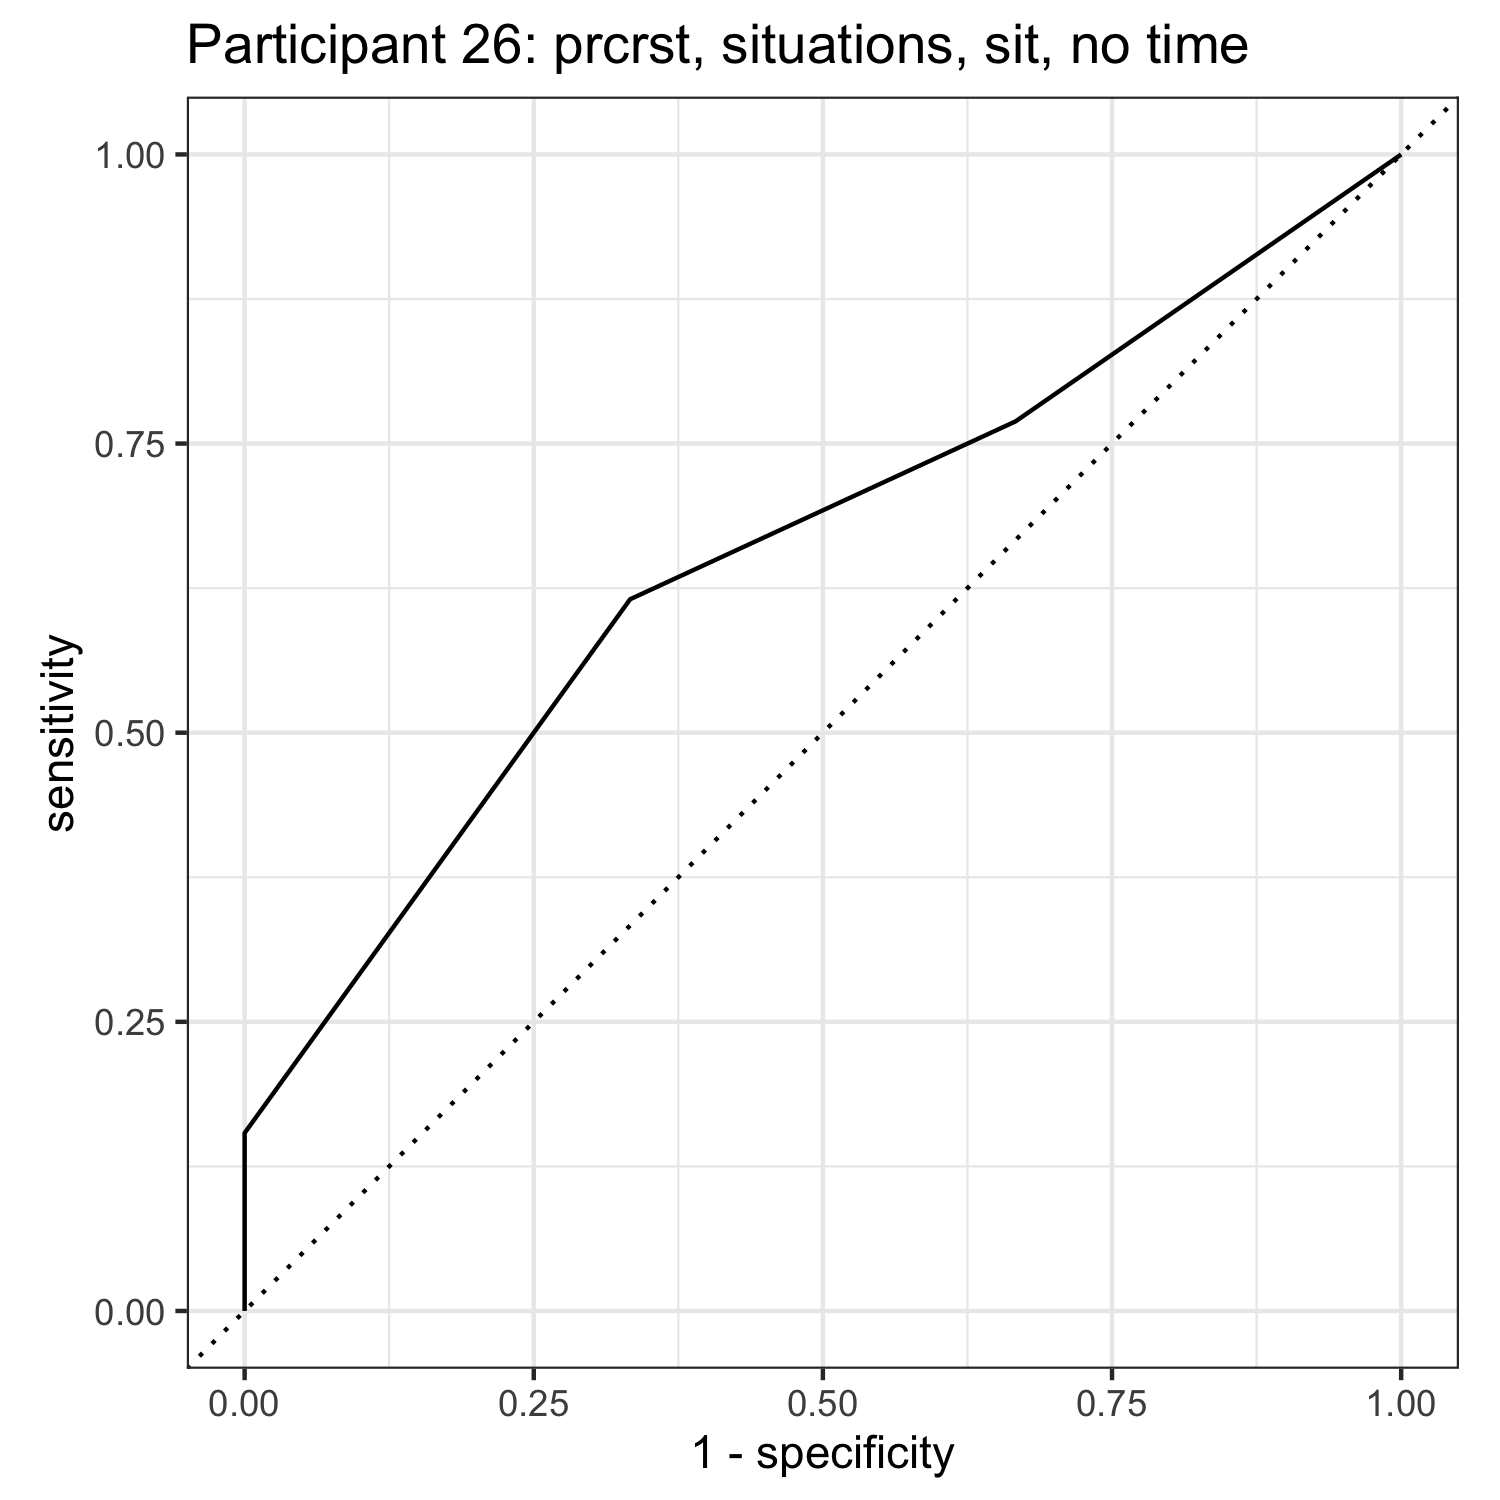 Participant 26: prcrst, situations, sit, no time
1.00
0.75
0.50
0.25
0.00
sensitivity
0.00 0.25 0.50 0.75 1.00
1 - specificity